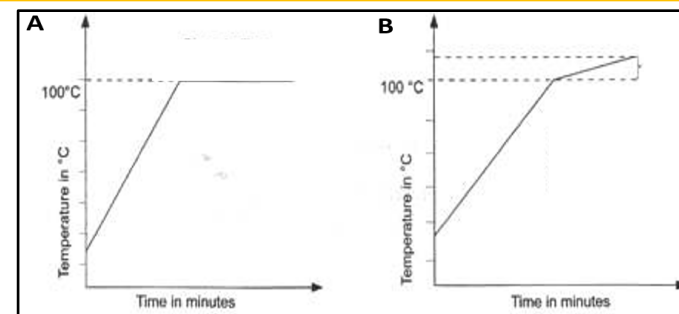 A
100°C
Temperature in °C
Time in minutes
B
100 °C
Temperature in °C
Time in minutes